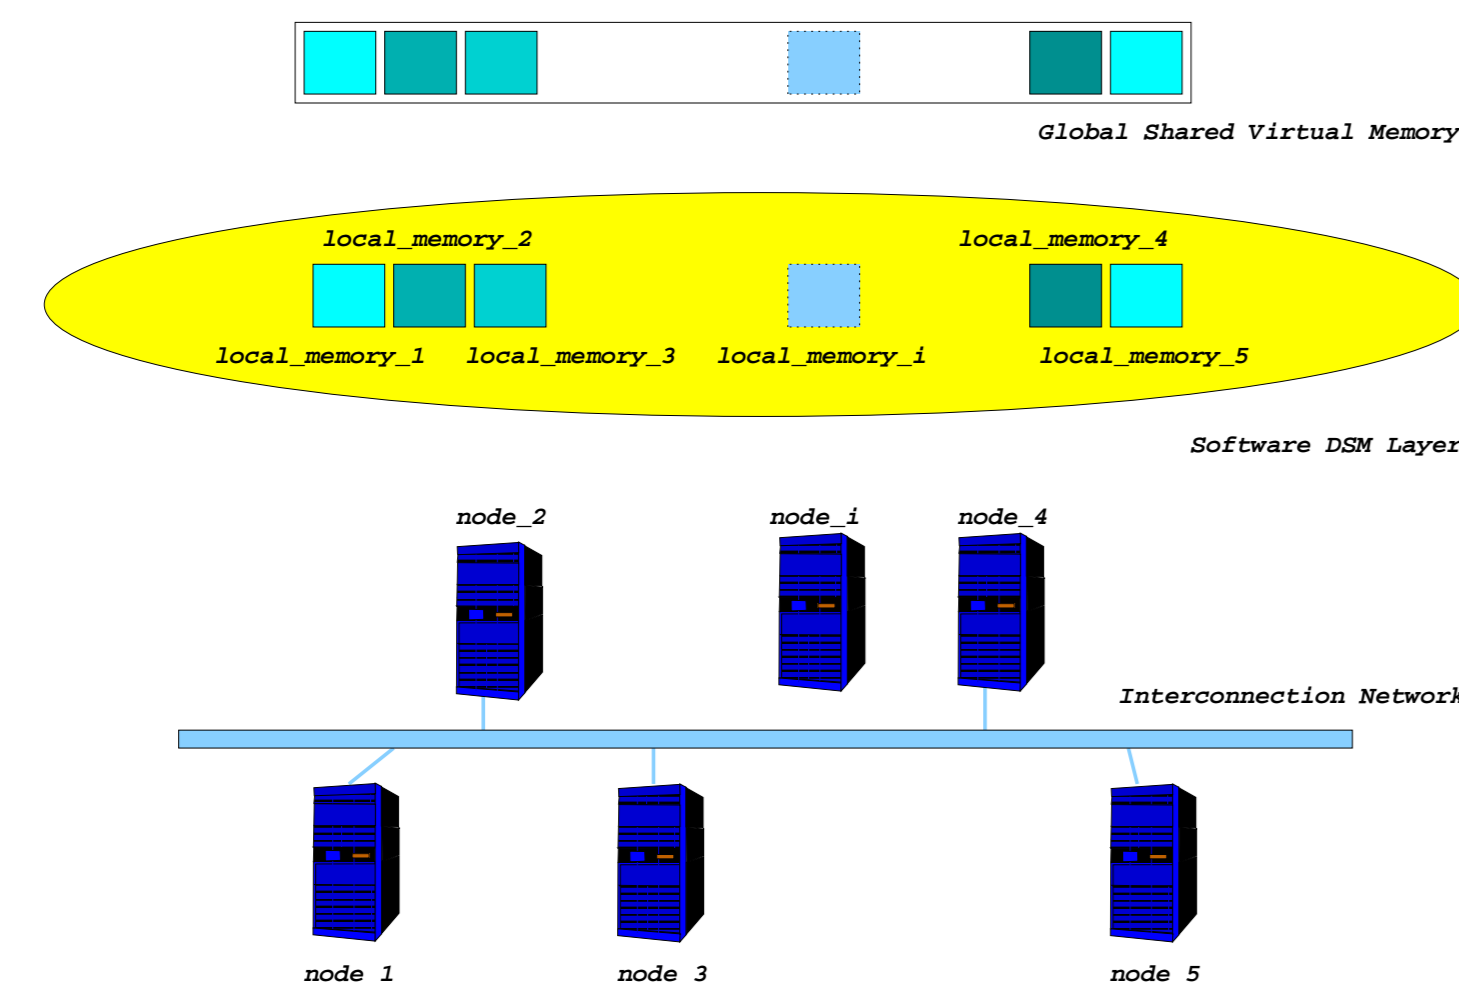 Global Shared Virtual Memory
local_memory_2 local_memory_4
local_memory_1 local_memory_3 local_memory_i local_memory_5
Software DSM Layer
node_2 node_i node_4
Interconnection Network
node 1 node 3 node 5